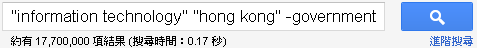 "information technology" "hong kong" -government
約有 17,700,000 項結果 (搜尋時間：0.17 秒) 進階搜尋